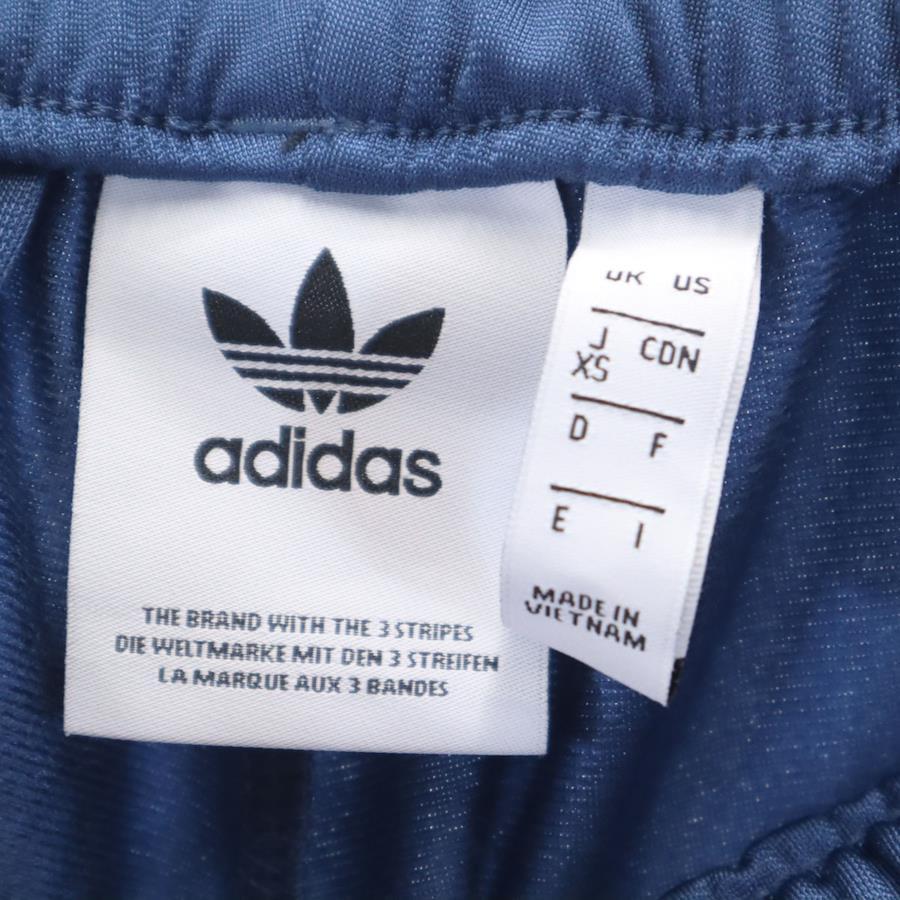 adidas
THE BRAND WITH THE 3 STRIPES
DIE WELTMARKE MIT DEN 3 STREIFEN
LA MARQUE AUX 3 BANDES
UK US
J CDN
XS
D F
E I
MADE IN
VIETNAM